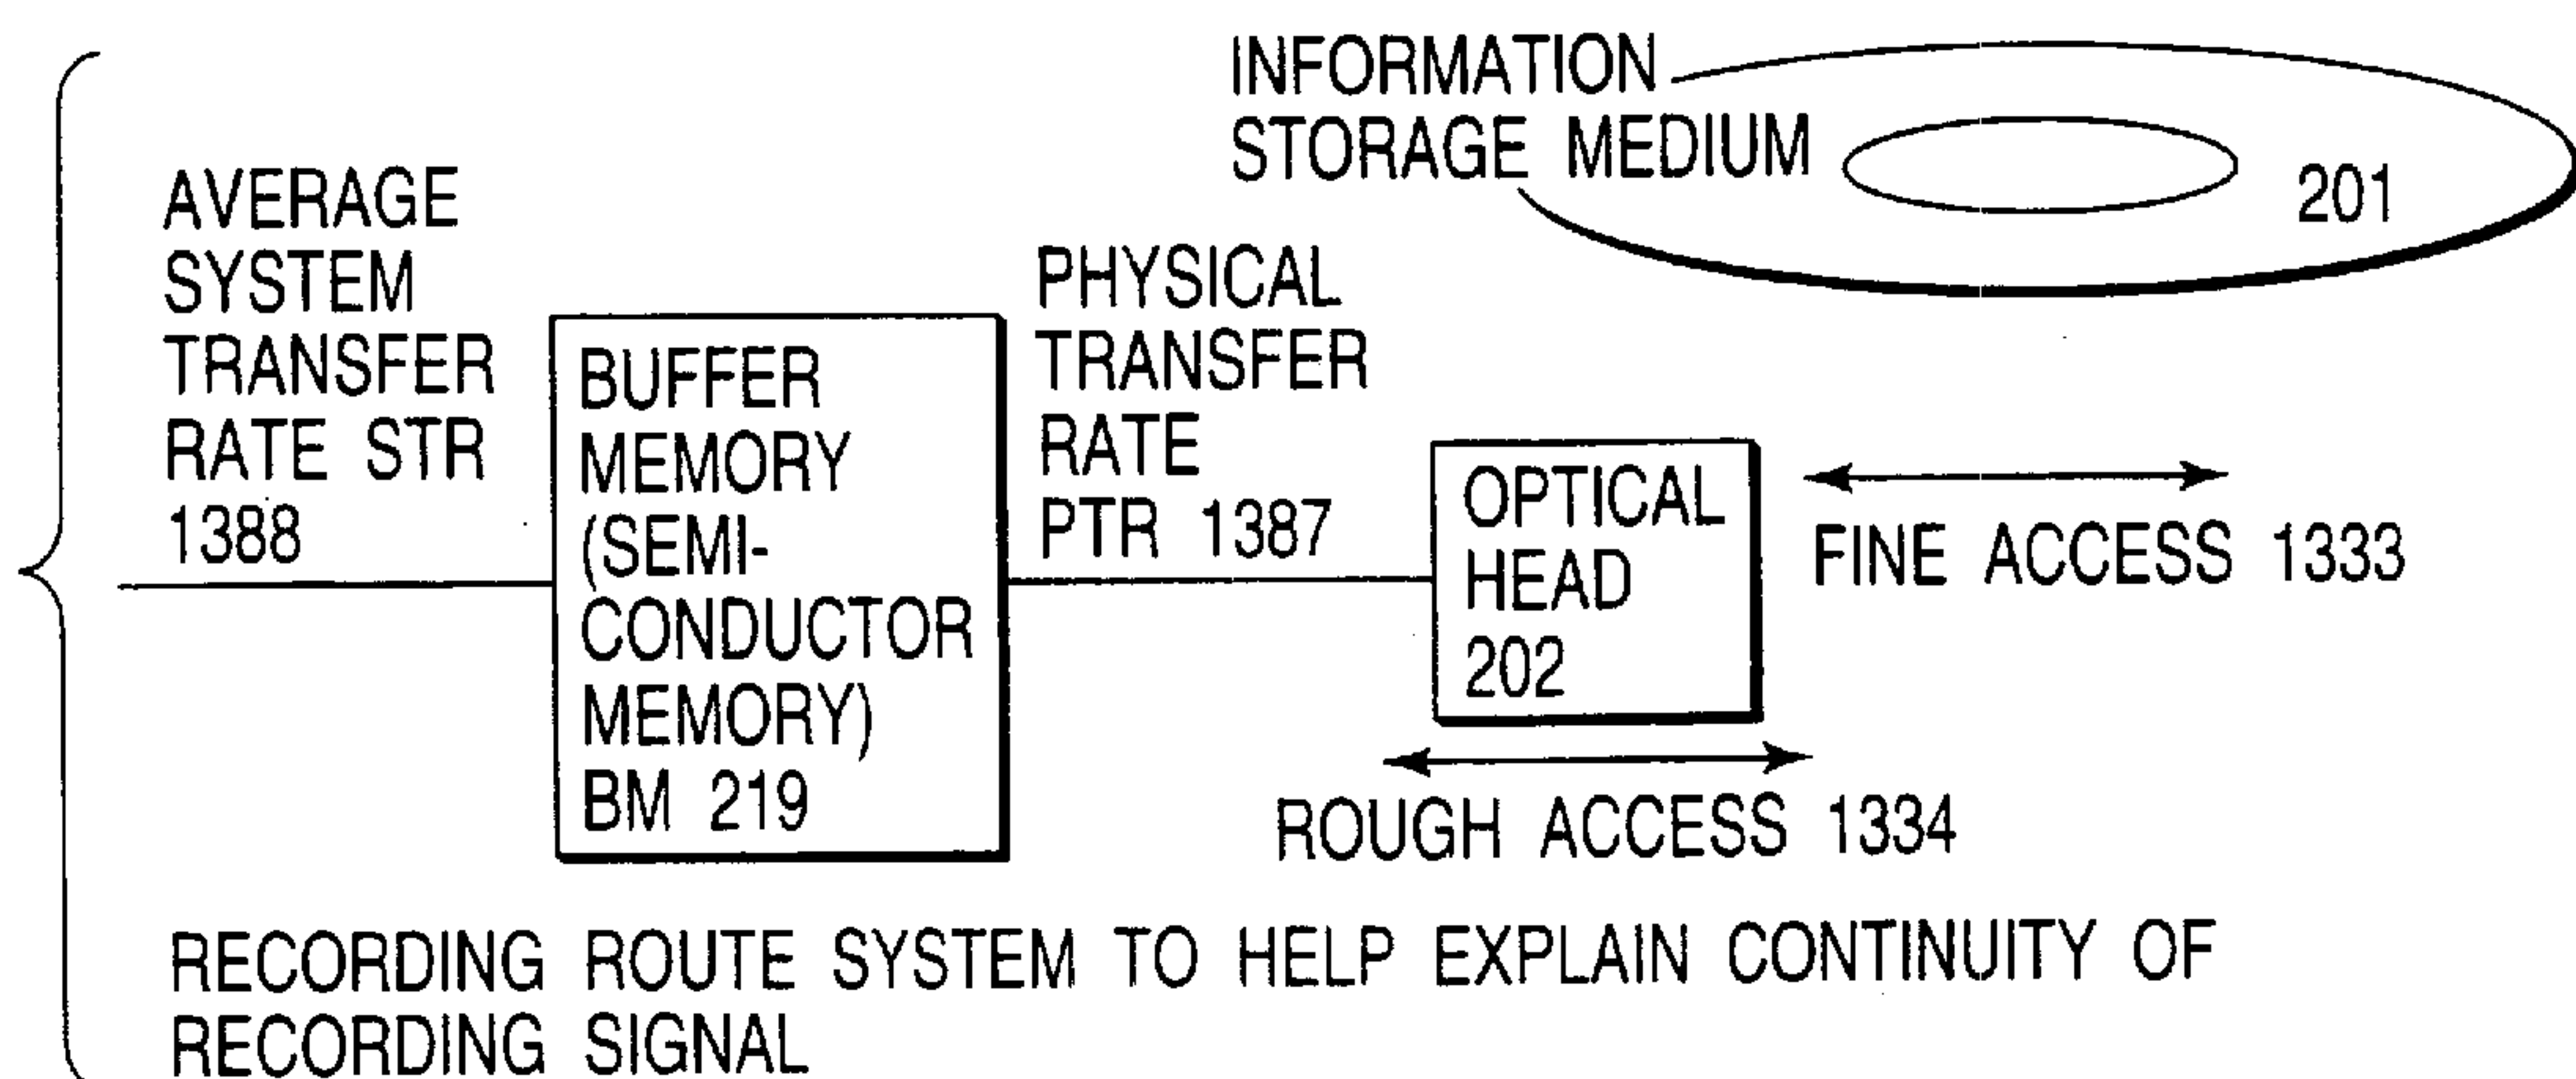 INFORMATION
STORAGE MEDIUM
201
AVERAGE
SYSTEM
TRANSFER
RATE STR
1388
BUFFER
MEMORY
(SEMI-
CONDUCTOR
MEMORY)
BM 219
PHYSICAL
TRANSFER
RATE
PTR 1387
OPTICAL
HEAD
202
FINE ACCESS 1333
ROUGH ACCESS 1334
RECORDING ROUTE SYSTEM TO HELP EXPLAIN CONTINUITY OF
RECORDING SIGNAL